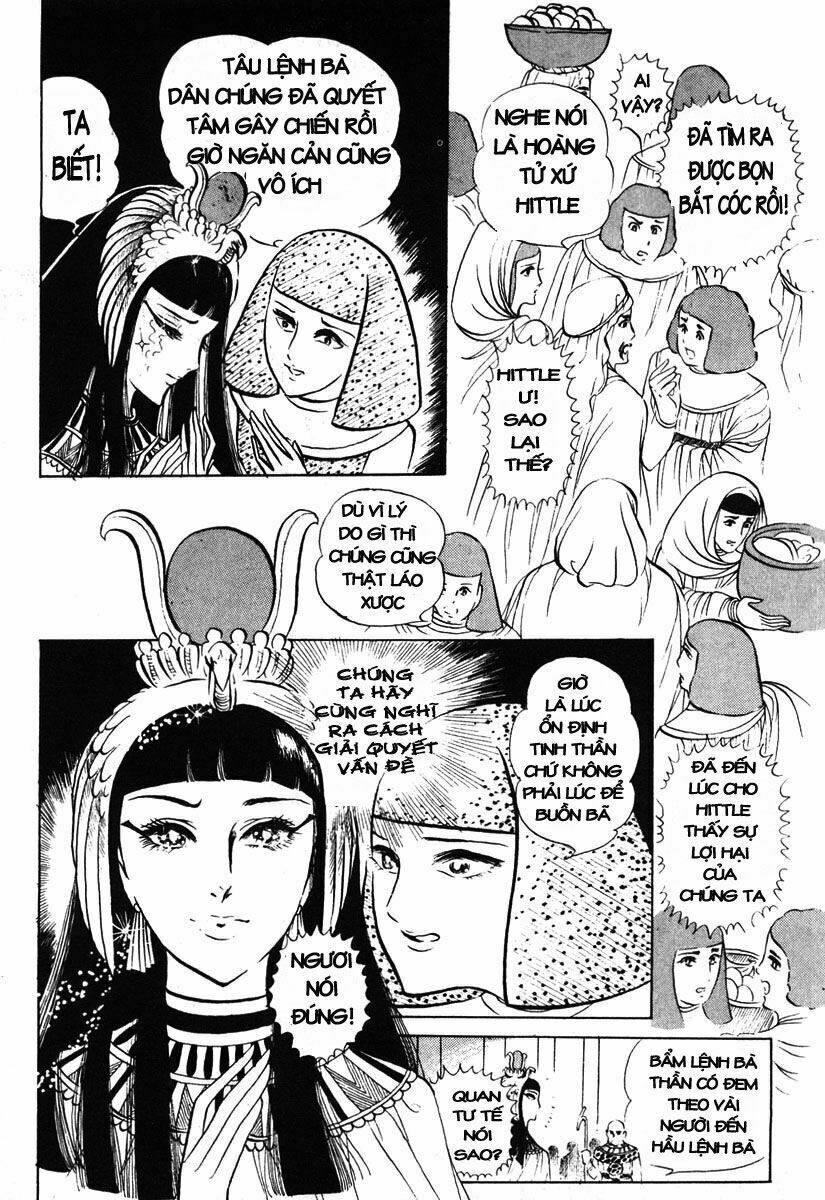 AI
VẬY?
ĐÃ TÌM RA
ĐƯỢC BỌN
BẮT CÓC RỒI!
NGHE NÓI
LÀ HOÀNG
TỬ XỨ
HITTLE
HITTLE
Ư! SAO
LẠI
THẾ?
TÂU LỆNH BÀ
DÂN CHÚNG ĐÃ QUYẾT
TÂM GÂY CHIẾN RỒI
GIỜ NGĂN CẢN CŨNG
VÔ ÍCH
TA
BIẾT!
DÙ VÌ LÝ
DO GÌ THÌ
CHÚNG CŨNG
THẬT LÁO
XƯỢC
ĐÃ ĐẾN
LÚC CHO
HITTLE
THẤY SỰ
LỢI HẠI
CỦA
CHÚNG TA
GIỜ
LÀ LÚC
ỔN ĐỊNH
TINH THẦN
CHỨ KHÔNG
PHẢI LÚC ĐỂ
BUỒN BÃ
CHÚNG
TA HÃY
CÙNG NGHĨ
RA CÁCH
GIẢI QUYẾT
VẤN ĐỀ
NGƯƠI
NÓI
ĐÚNG!
BẨM LỆNH BÀ
THẦN CÓ ĐEM
THEO VÀI
NGƯỜI ĐẾN
HẦU LỆNH BÀ
QUAN
TƯ TẾ
NÓI
SAO?